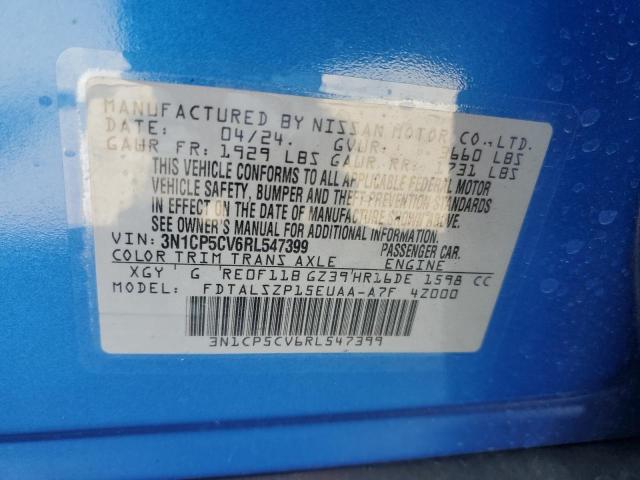 MANUFACTURED BY NISSAN MOTOR CO., LTD.
DATE: 04/24 GVWR: 3660 LBS
GAWR FR: 1929 LBS GAWR RR: 1731 LBS
THIS VEHICLE CONFORMS TO ALL APPLICABLE FEDERAL MOTOR
VEHICLE SAFETY, BUMPER AND THEFT PREVENTION STANDARDS
IN EFFECT ON THE DATE OF MANUFACTURE SHOWN ABOVE.
SEE OWNER'S MANUAL FOR ADDITIONAL INFORMATION.
VIN: 3N1CP5CV6RL547399 PASSENGER CAR.
COLOR TRIM TRANS AXLE ENGINE
XGY G RE0F11B GZ39 HR16DE 1598 CC
MODEL: FDTALSZP15EUAA-A7F 4Z000
3N1CP5CV6RL547399